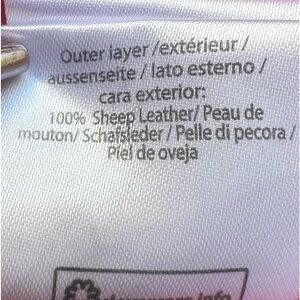 Outer layer /extérieur /
aussenseite / lato esterno /
cara exterior:
100% Sheep Leather/ Peau de
mouton/ Schafsleder / Pelle di pecora /
Piel de oveja